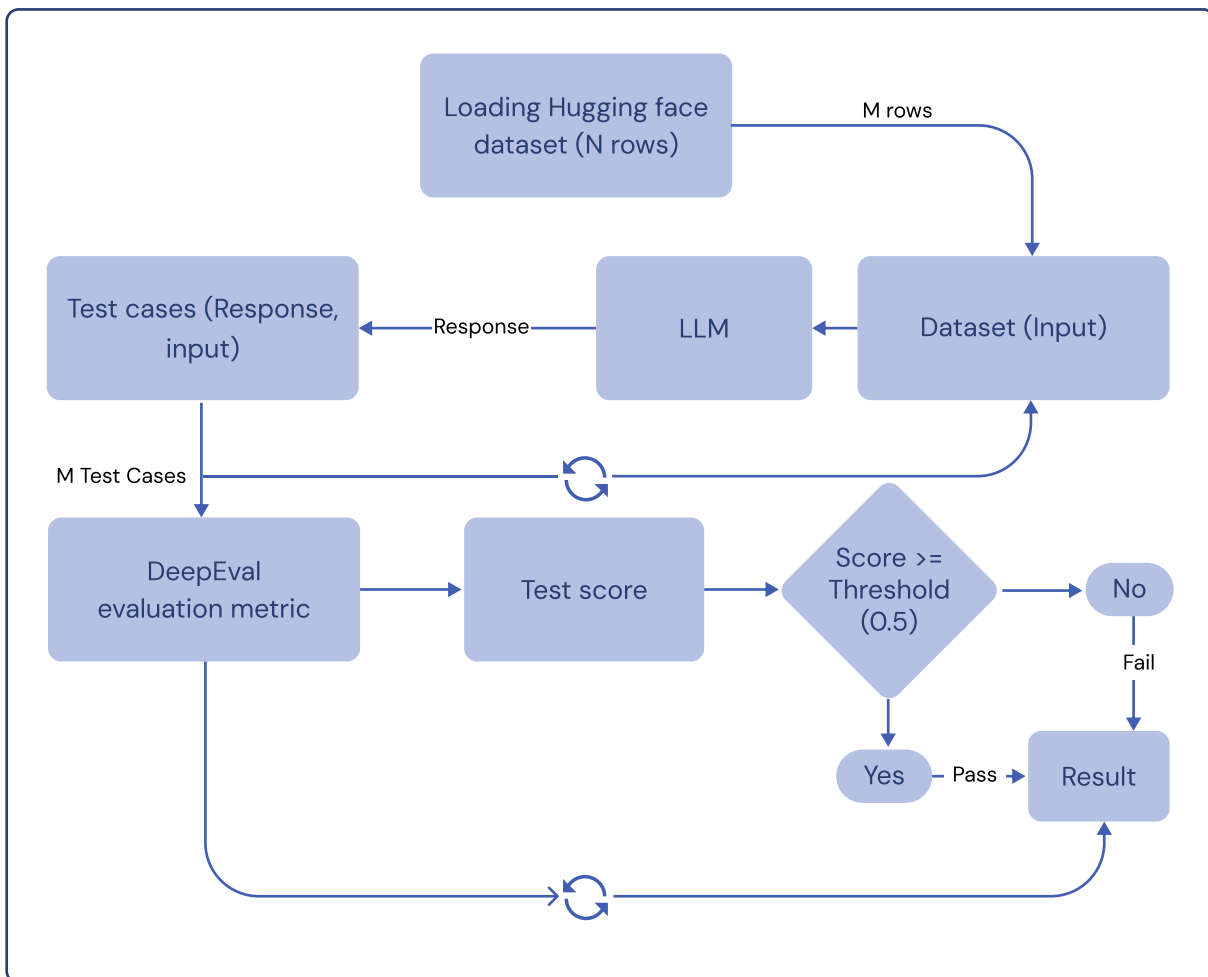 Loading Hugging face
dataset (N rows)
M rows
Test cases (Response,
input)
Response
LLM
Dataset (Input)
M Test Cases
DeepEval
evaluation metric
Test score
Score >=
Threshold
(0.5)
No
Fail
Yes
Pass
Result